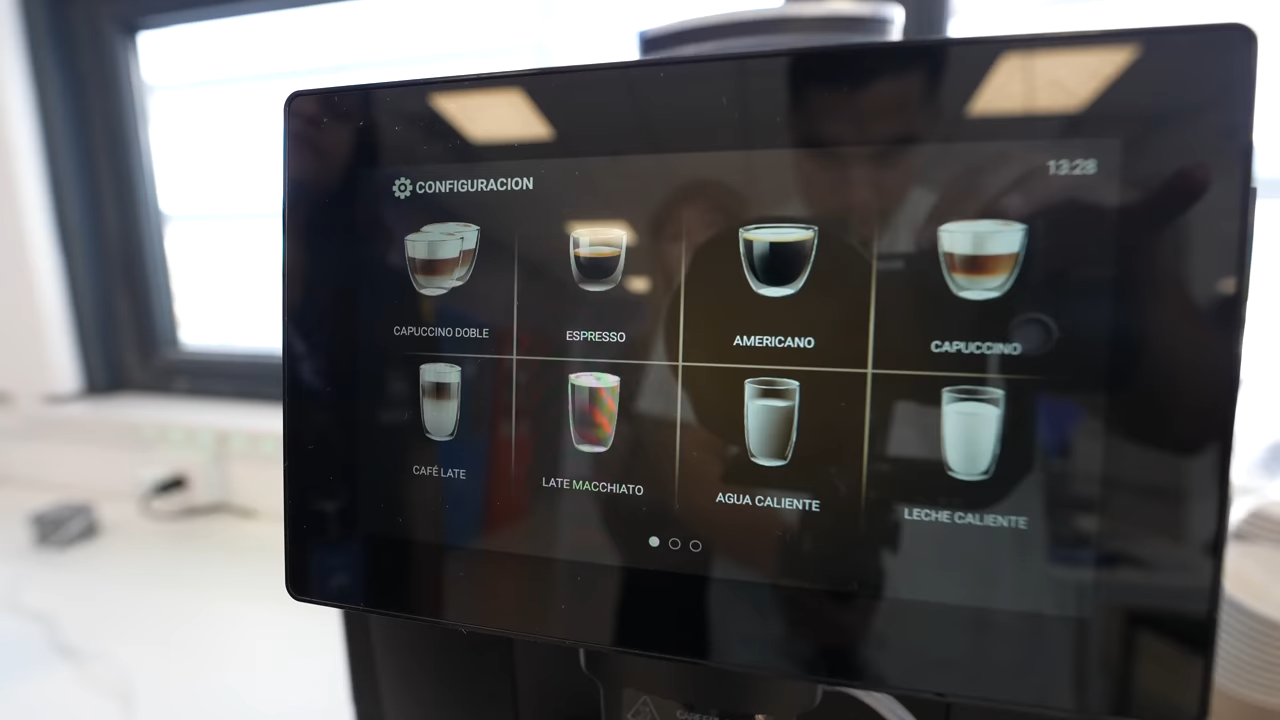 CONFIGURACION
13:28
CAPUCCINO DOBLE
ESPRESSO
AMERICANO
CAPUCCINO
CAFÉ LATE
LATE MACCHIATO
AGUA CALIENTE
LECHE CALIENTE